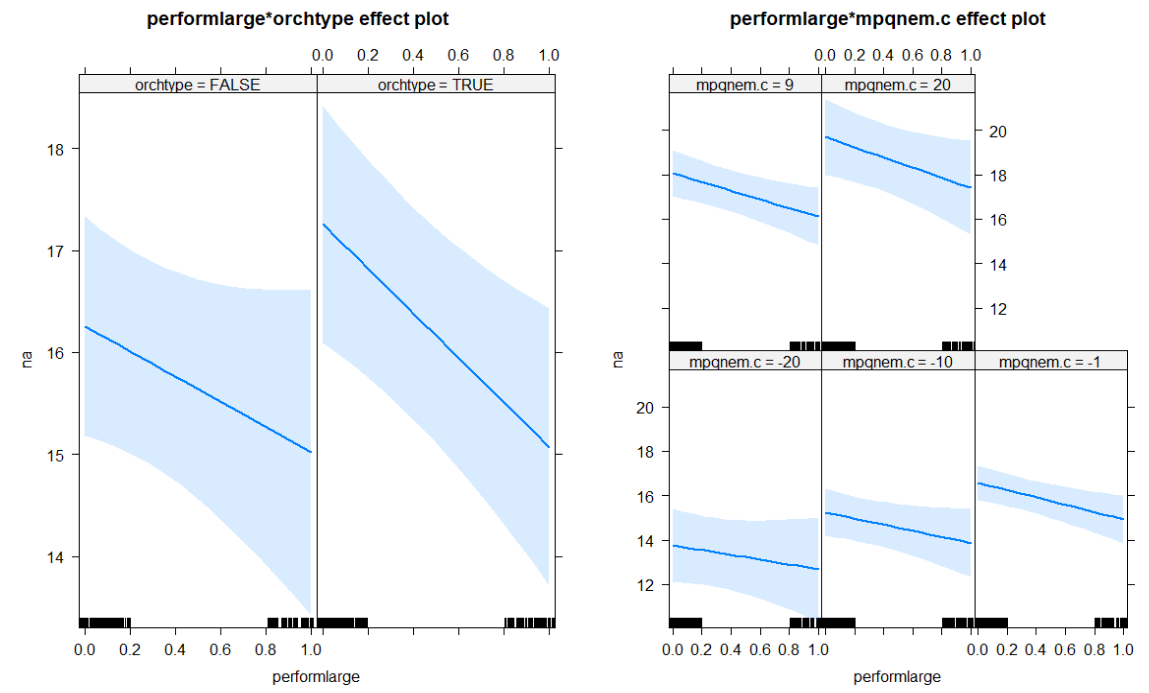 performlarge*orchtype effect plot
0.0 0.2 0.4 0.6 0.8 1.0
orchtype = FALSE orchtype = TRUE
18
17
16
15
14
na
0.0 0.2 0.4 0.6 0.8 1.0
performlarge
performlarge*mpqnem.c effect plot
0.0 0.2 0.4 0.6 0.8 1.0
mpqnem.c = 9 mpqnem.c = 20
20
18
16
14
12
mpqnem.c = -20 mpqnem.c = -10 mpqnem.c = -1
20
18
16
14
12
na
0.0 0.2 0.4 0.6 0.8 1.0 0.0 0.2 0.4 0.6 0.8 1.0
performlarge